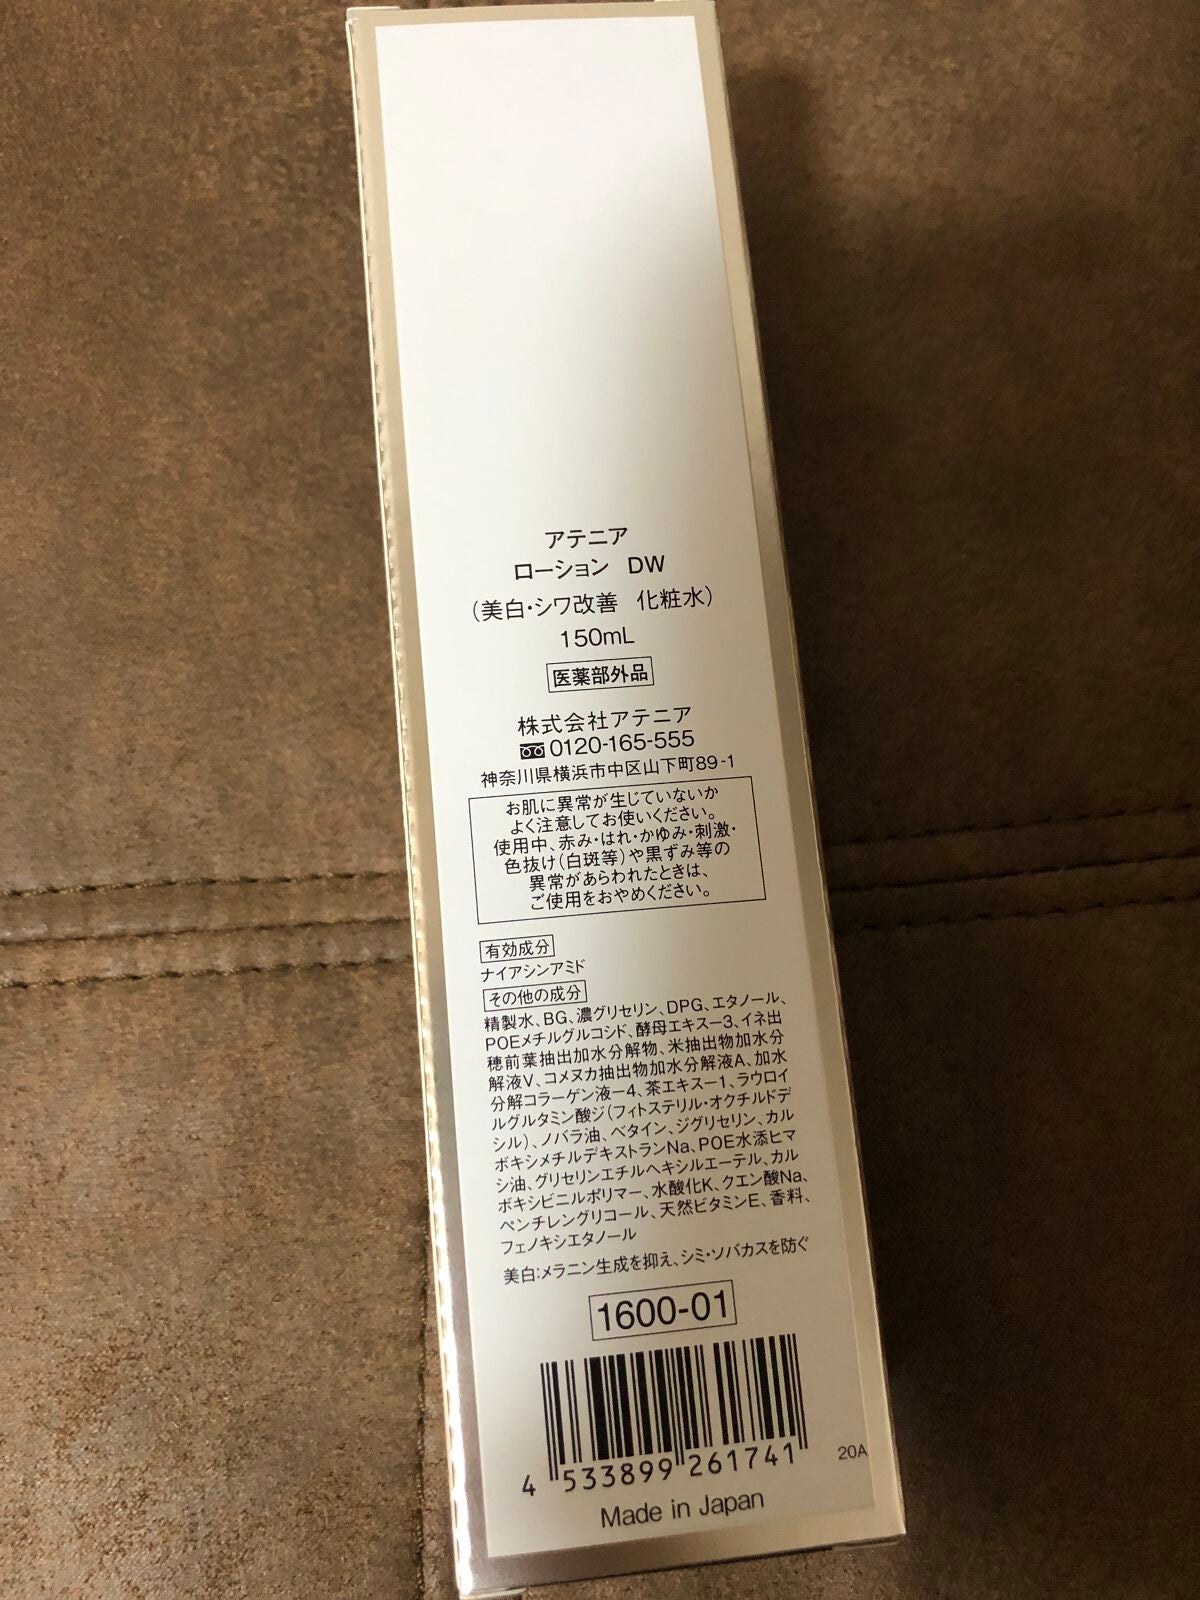 アテニア
ローション DW
（美白・シワ改善 化粧水）
150mL
医薬部外品
株式会社アテニア
0120-165-555
神奈川県横浜市中区山下町89-1
お肌に異常が生じていないか
よく注意してお使いください。
使用中、赤み・はれ・かゆみ・刺激・
色抜け（白斑等）や黒ずみ等の
異常があらわれたときは、
ご使用をおやめください。
有効成分
ナイアシンアミド
その他の成分
精製水、BG、濃グリセリン、DPG、エタノール、
POEメチルグルコシド、酵母エキス－3、イネ出
穂前葉抽出加水分解物、米抽出物加水分
解液V、コメヌカ抽出物加水分解液A、加水
分解コラーゲン液－4、茶エキス－1、ラウロイ
ルグルタミン酸ジ（フィトステリル・オクチルドデ
シル）、ノバラ油、ベタイン、ジグリセリン、カル
ボキシメチルデキストランNa、POE水添ヒマ
シ油、グリセリンエチルヘキシルエーテル、カル
ボキシビニルポリマー、水酸化K、クエン酸Na、
ペンチレングリコール、天然ビタミンE、香料、
フェノキシエタノール
美白：メラニン生成を抑え、シミ・ソバカスを防ぐ
1600-01
4 533899 261741
20A
Made in Japan